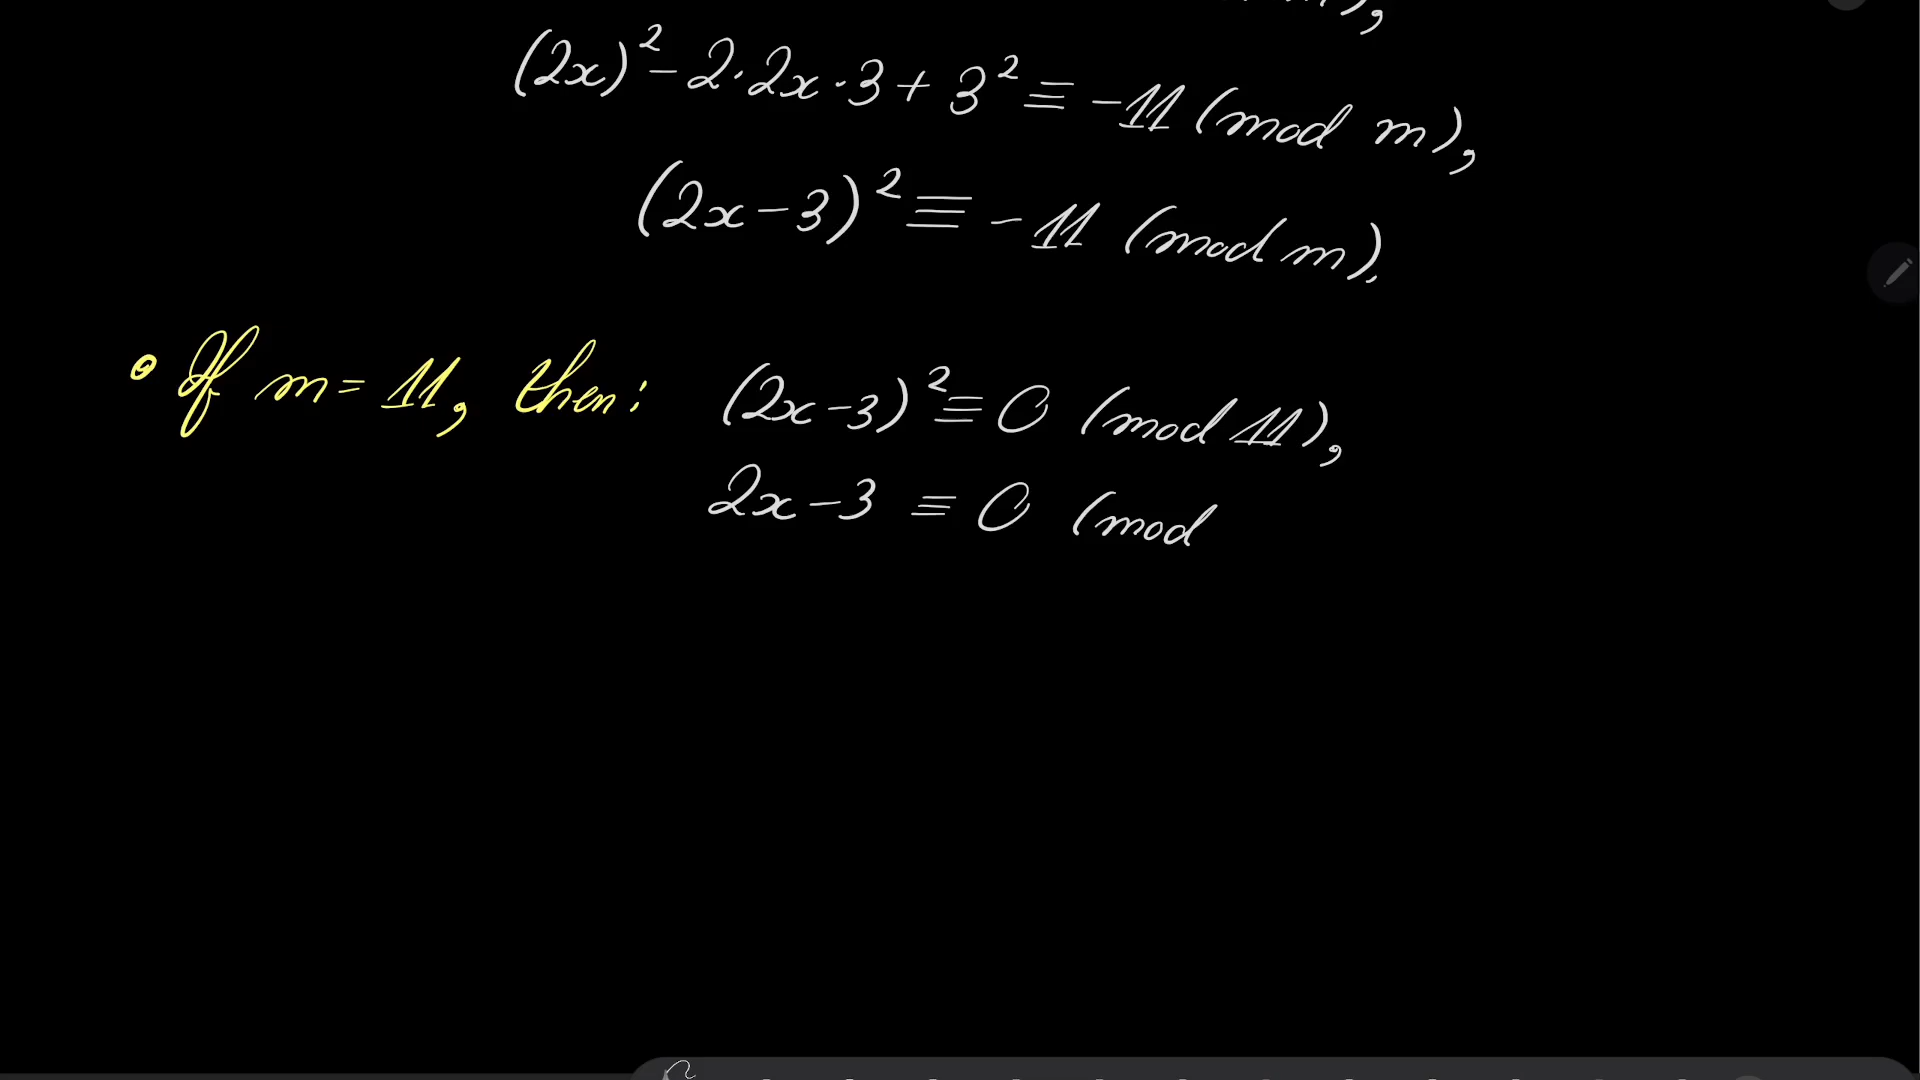 (2x)² - 2·2x·3 + 3² ≡ -11 (mod m),
(2x-3)² ≡ -11 (mod m).
• If m = 11, then: (2x-3)² ≡ 0 (mod 11),
2x-3 ≡ 0 (mod